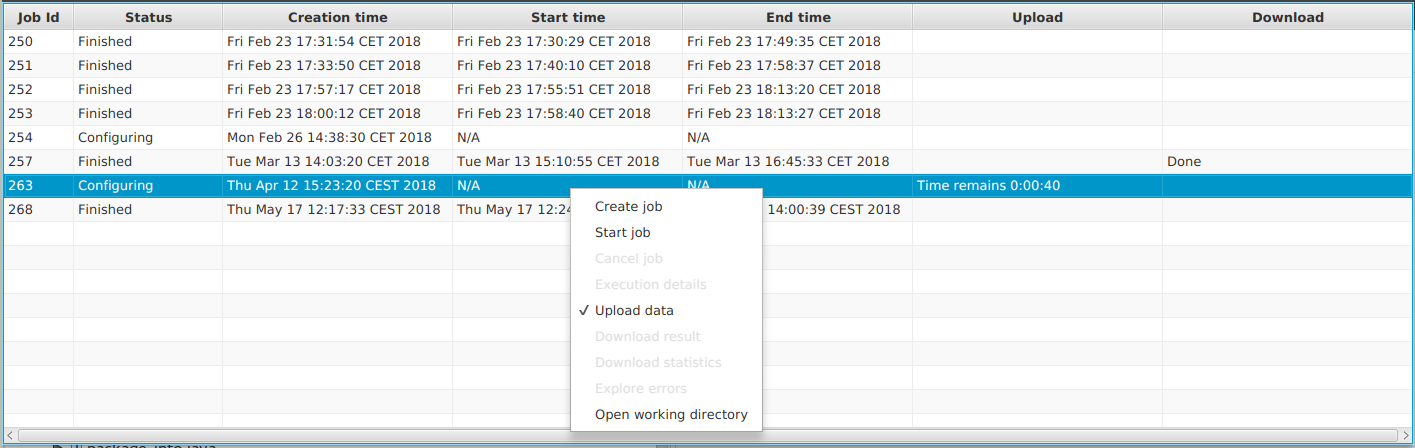 Job Id Status Creation time Start time End time Upload Download
250 Finished Fri Feb 23 17:31:54 CET 2018 Fri Feb 23 17:30:29 CET 2018 Fri Feb 23 17:49:35 CET 2018
251 Finished Fri Feb 23 17:33:50 CET 2018 Fri Feb 23 17:40:10 CET 2018 Fri Feb 23 17:58:37 CET 2018
252 Finished Fri Feb 23 17:57:17 CET 2018 Fri Feb 23 17:55:51 CET 2018 Fri Feb 23 18:13:20 CET 2018
253 Finished Fri Feb 23 18:00:12 CET 2018 Fri Feb 23 17:58:40 CET 2018 Fri Feb 23 18:13:27 CET 2018
254 Configuring Mon Feb 26 14:38:30 CET 2018 N/A N/A
257 Finished Tue Mar 13 14:03:20 CET 2018 Tue Mar 13 15:10:55 CET 2018 Tue Mar 13 16:45:33 CET 2018 Done
263 Configuring Thu Apr 12 15:23:20 CEST 2018 N/A N/A Time remains 0:00:40
268 Finished Thu May 17 12:17:33 CEST 2018 Thu May 17 12:24 14:00:39 CEST 2018
Create job
Start job
Cancel job
Execution details
✓ Upload data
Download result
Download statistics
Explore errors
Open working directory